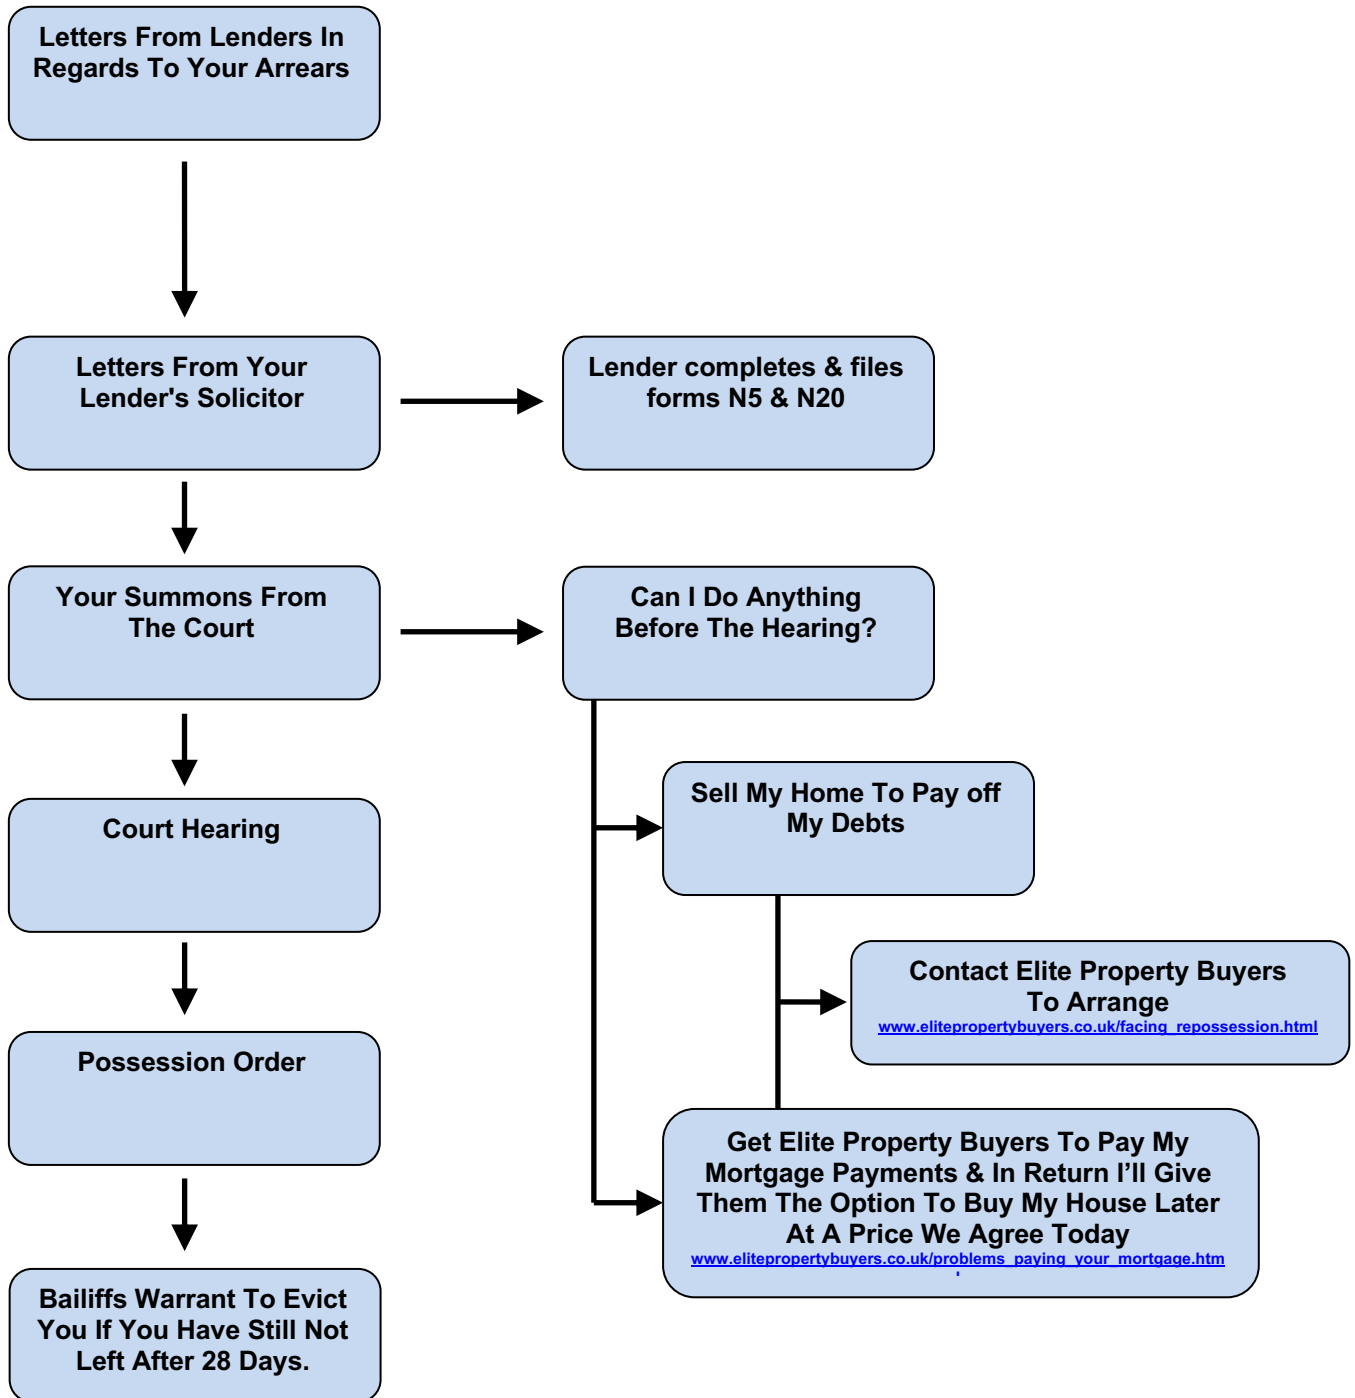 Letters From Lenders In
Regards To Your Arrears
Letters From Your
Lender's Solicitor
Lender completes & files
forms N5 & N20
Your Summons From
The Court
Can I Do Anything
Before The Hearing?
Sell My Home To Pay off
My Debts
Court Hearing
Contact Elite Property Buyers
To Arrange
www.elitepropertybuyers.co.uk/facing_repossession.html
Possession Order
Get Elite Property Buyers To Pay My
Mortgage Payments & In Return I’ll Give
Them The Option To Buy My House Later
At A Price We Agree Today
www.elitepropertybuyers.co.uk/problems_paying_your_mortgage.htm
Bailiffs Warrant To Evict
You If You Have Still Not
Left After 28 Days.